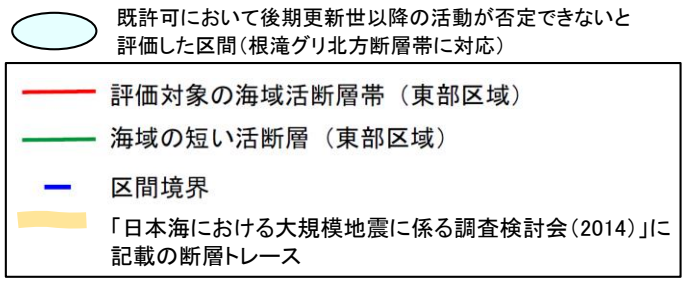 既許可において後期更新世以降の活動が否定できないと
評価した区間(根滝グリ北方断層帯に対応)
評価対象の海域活断層帯（東部区域）
海域の短い活断層（東部区域）
区間境界
「日本海における大規模地震に係る調査検討会(2014)」に
記載の断層トレース